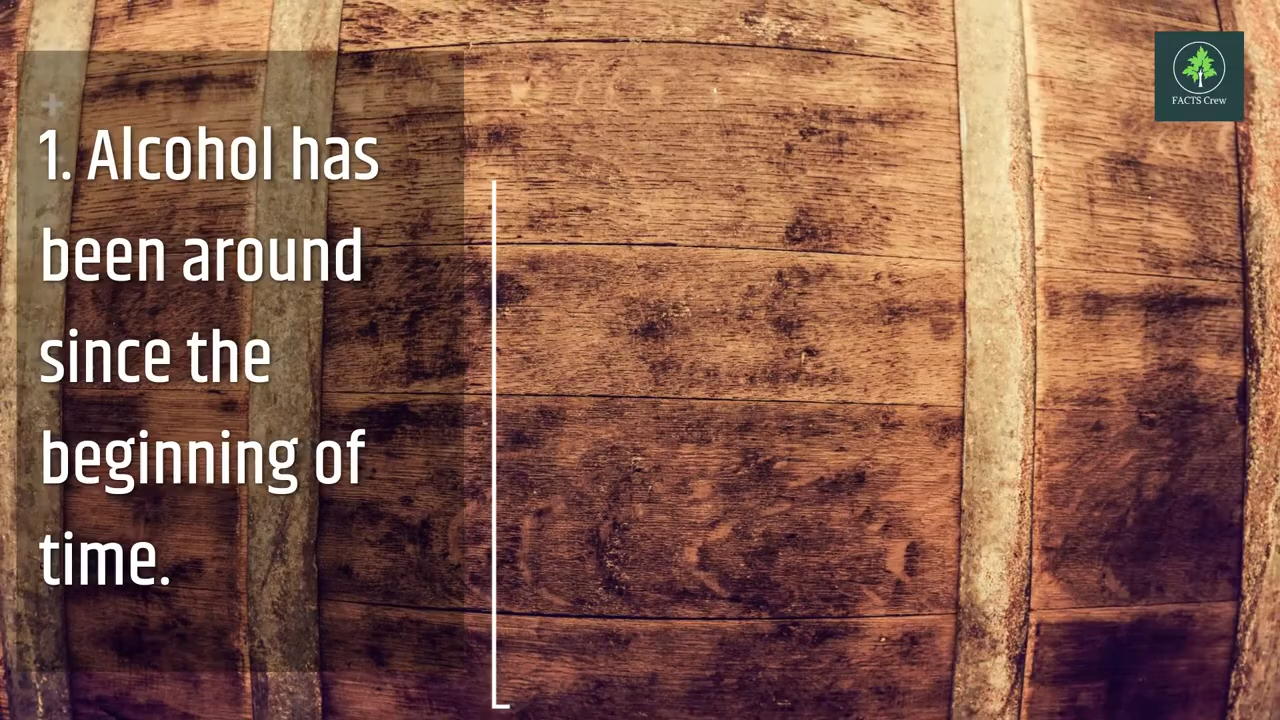 1. Alcohol has
been around
since the
beginning of
time.
FACTS Crew